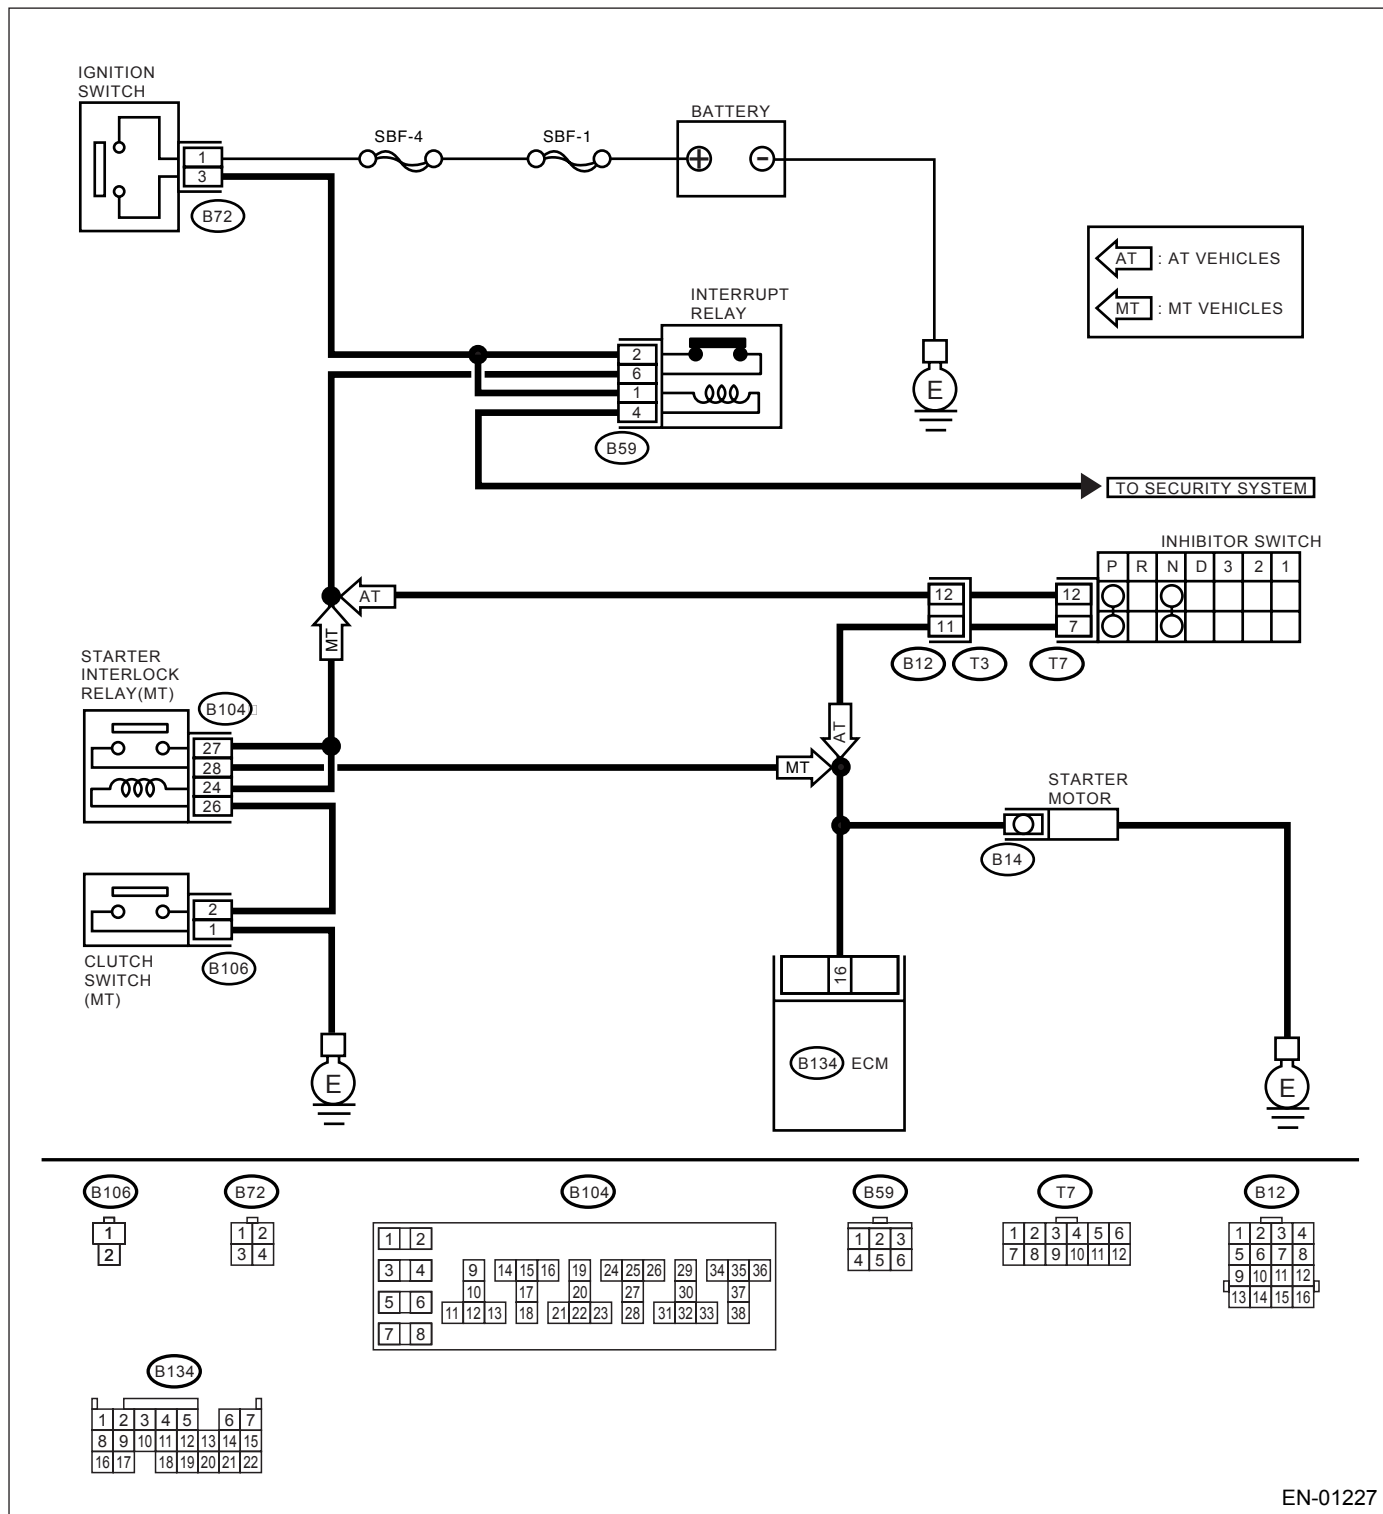 IGNITION
SWITCH
1
3
B72
SBF-4
SBF-1
BATTERY
+
-
E
AT : AT VEHICLES
MT : MT VEHICLES
INTERRUPT
RELAY
2
6
1
4
B59
TO SECURITY SYSTEM
INHIBITOR SWITCH
P R N D 3 2 1
AT
12
11
12
7
B12
T3
T7
MT
STARTER
INTERLOCK
RELAY(MT)
B104
27
28
24
26
AT
MT
STARTER
MOTOR
B14
2
1
B106
CLUTCH
SWITCH
(MT)
E
16
B134 ECM
E
B106
1
2
B72
1 2
3 4
B104
1 2
3 4
5 6
7 8
9 14 15 16 19 24 25 26 29 34 35 36
10 17 20 27 30 37
11 12 13 18 21 22 23 28 31 32 33 38
B59
1 2 3
4 5 6
T7
1 2 3 4 5 6
7 8 9 10 11 12
B12
1 2 3 4
5 6 7 8
9 10 11 12
13 14 15 16
B134
1 2 3 4 5 6 7
8 9 10 11 12 13 14 15
16 17 18 19 20 21 22
EN-01227